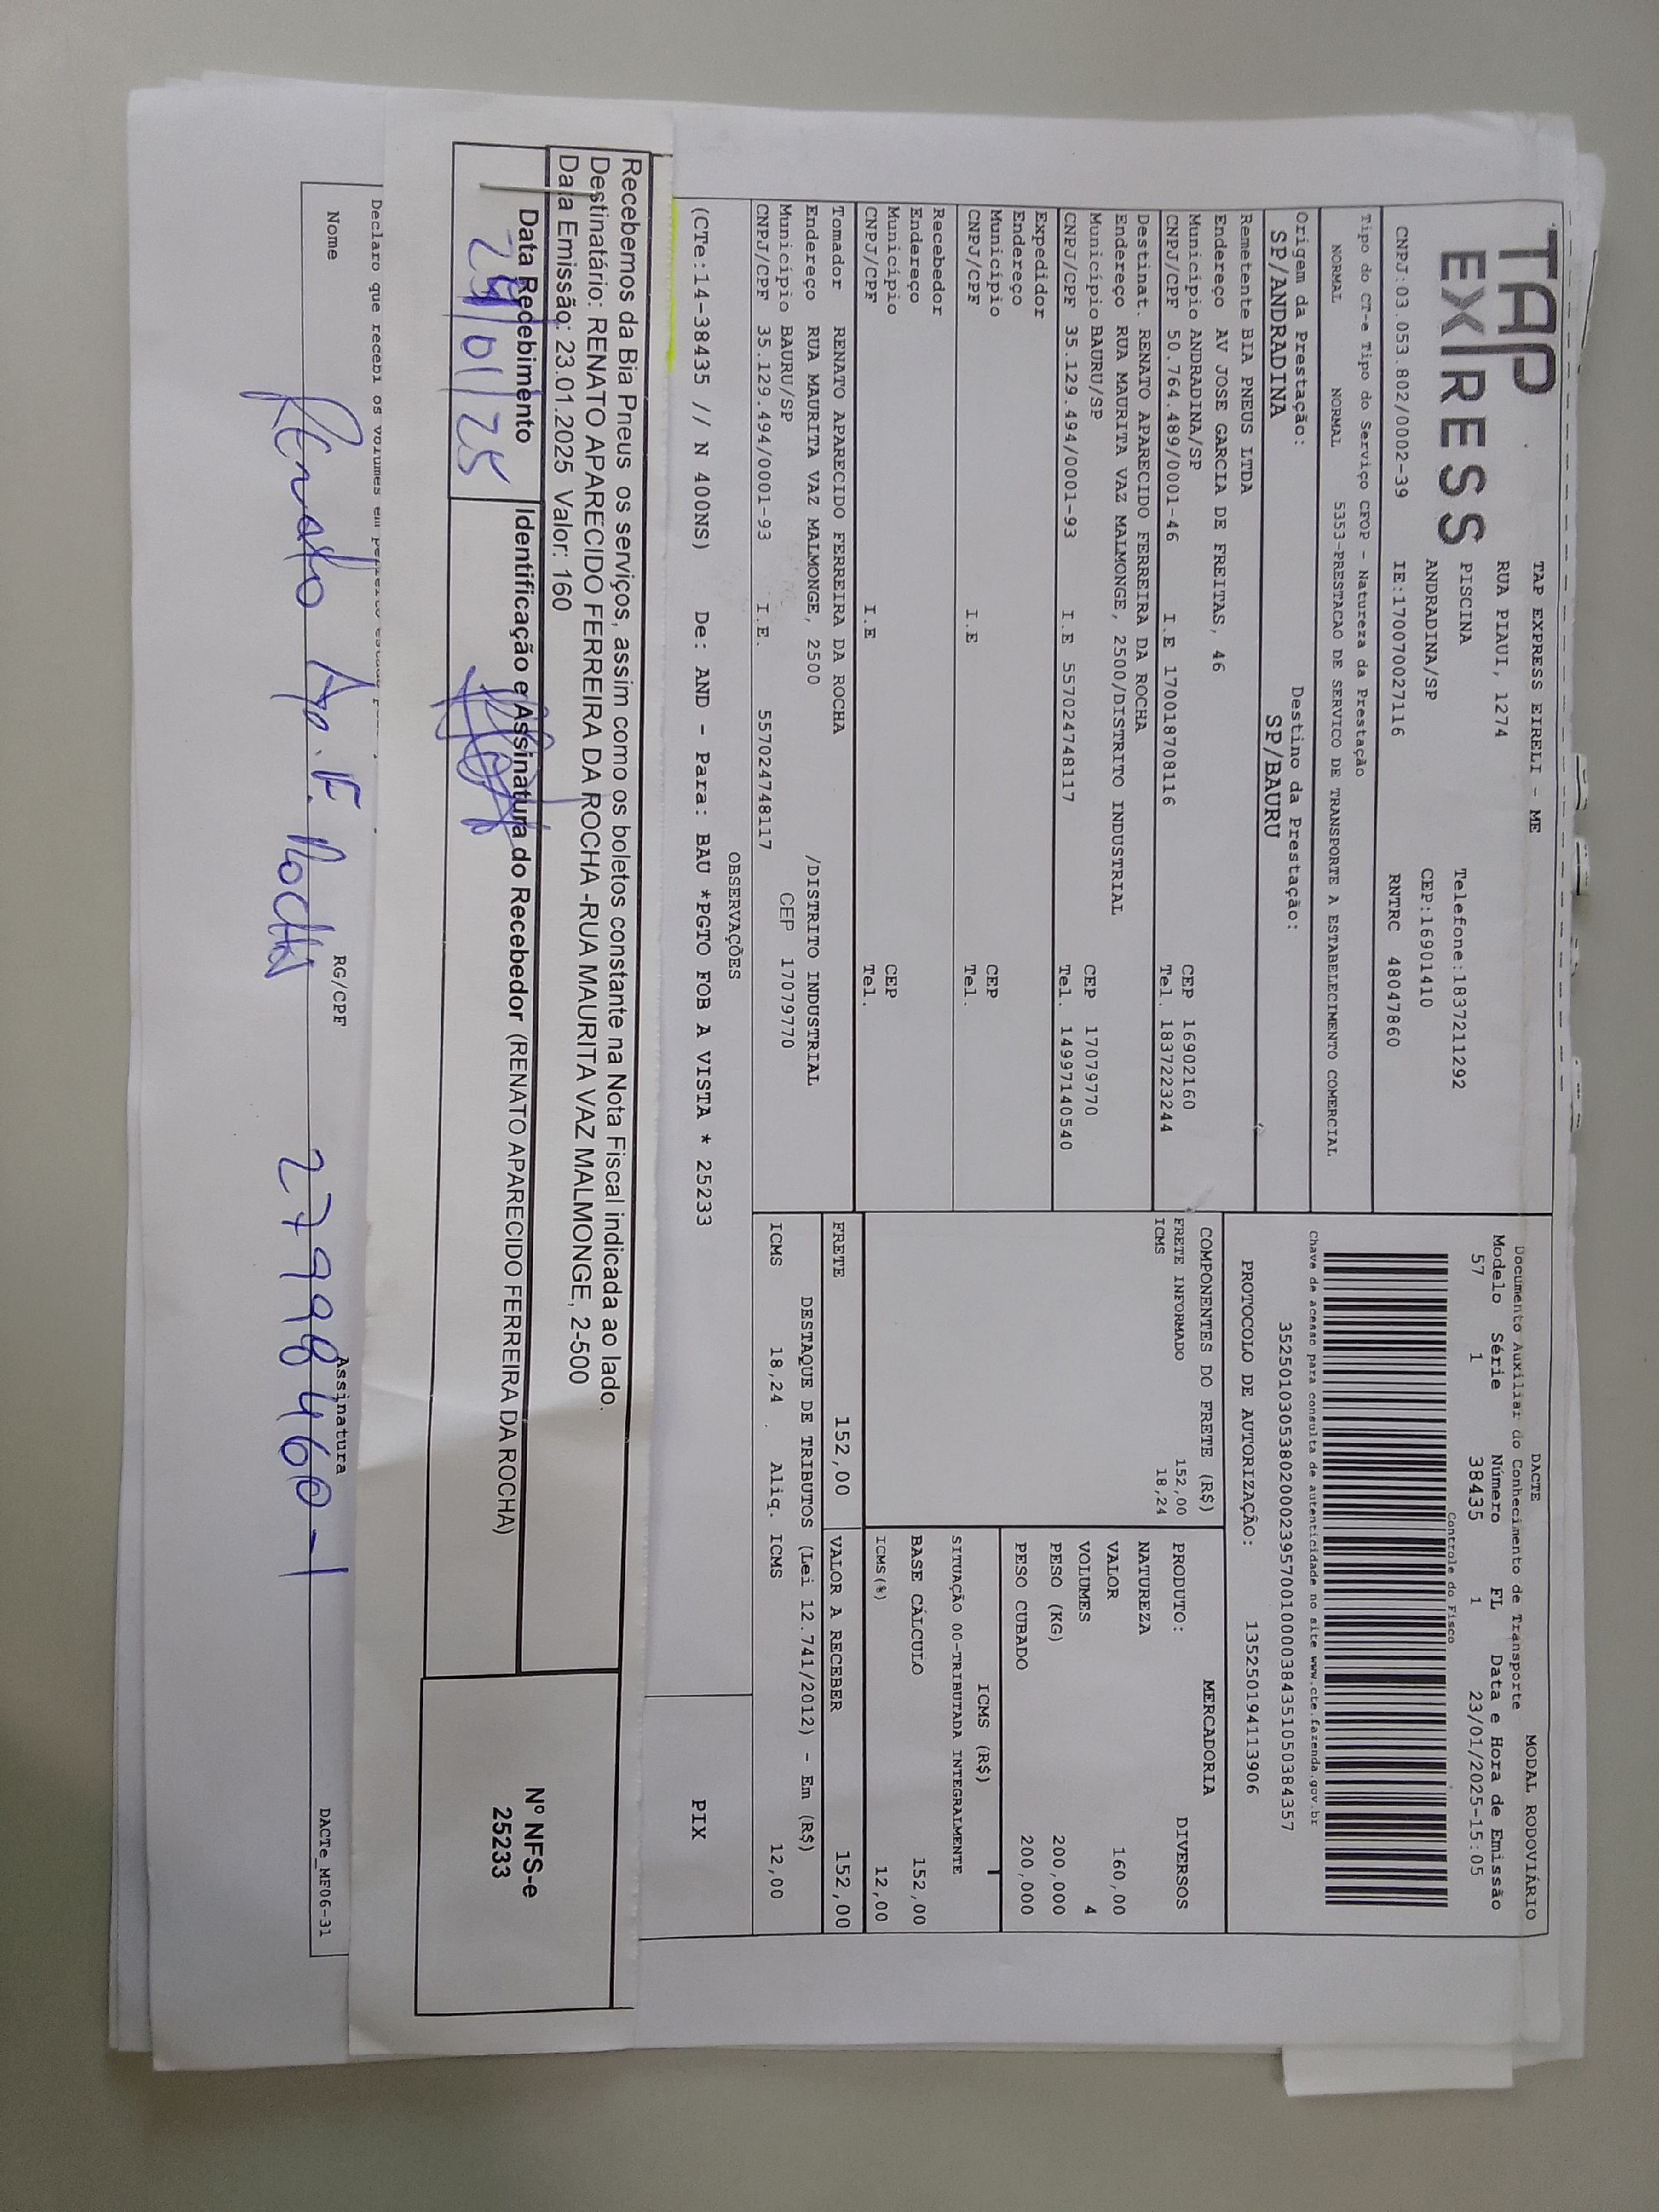 TAP
EXPRESS
TAP EXPRESS EIRELI - ME
RUA PIAUI, 1274
PISCINA
Telefone:1837211292
ANDRADINA/SP
CEP:16901410
CNPJ:03.053.802/0002-39
IE:170070027116
RNTRC 48047860
Tipo do CT-e Tipo do Serviço CFOP - Natureza da Prestação
NORMAL NORMAL 5353-PRESTACAO DE SERVICO DE TRANSPORTE A ESTABELECIMENTO COMERCIAL
Origem da Prestação: Destino da Prestação:
SP/ANDRADINA SP/BAURU
DACTE
MODAL RODOVIÁRIO
Documento Auxiliar do Conhecimento de Transporte
Modelo Série Número FL Data e Hora de Emissão
57 1 38435 1 23/01/2025-15:05
Controle do Fisco
Chave de acesso para consulta de autenticidade no site www.cte.fazenda.gov.br
35250103053802000239570010000384351050384357
PROTOCOLO DE AUTORIZAÇÃO: 135250194113906
Remetente BIA PNEUS LTDA
Endereço AV JOSE GARCIA DE FREITAS, 46
Município ANDRADINA/SP CEP 16902160
CNPJ/CPF 50.764.489/0001-46 I.E 170018708116 Tel. 1837223244
Destinat. RENATO APARECIDO FERREIRA DA ROCHA
Endereço RUA MAURITA VAZ MALMONGE, 2500/DISTRITO INDUSTRIAL
Município BAURU/SP CEP 17079770
CNPJ/CPF 35.129.494/0001-93 I.E 557024748117 Tel. 14997140540
Expedidor
Endereço
Município CEP
CNPJ/CPF I.E Tel.
Recebedor
Endereço
Município CEP
CNPJ/CPF I.E Tel.
Tomador RENATO APARECIDO FERREIRA DA ROCHA
Endereço RUA MAURITA VAZ MALMONGE, 2500 /DISTRITO INDUSTRIAL
Município BAURU/SP CEP 17079770
CNPJ/CPF 35.129.494/0001-93 I.E. 557024748117
COMPONENTES DO FRETE (R$)
FRETE INFORMADO 152,00
ICMS 18,24
MERCADORIA
PRODUTO: DIVERSOS
NATUREZA
VALOR 160,00
VOLUMES 4
PESO (KG) 200,000
PESO CUBADO 200,000
ICMS (R$)
SITUAÇÃO 00-TRIBUTADA INTEGRALMENTE
BASE CÁLCULO 152,00
ICMS(%) 12,00
FRETE 152,00 VALOR A RECEBER 152,00
DESTAQUE DE TRIBUTOS (Lei 12.741/2012) - Em (R$)
ICMS 18,24 Aliq. ICMS 12,00
OBSERVAÇÕES
(CTe:14-38435 // N 400NS) De: AND - Para: BAU *PGTO FOB A VISTA * 25233
PIX
Recebemos da Bia Pneus os serviços, assim como os boletos constante na Nota Fiscal indicada ao lado.
Destinatário: RENATO APARECIDO FERREIRA DA ROCHA -RUA MAURITA VAZ MALMONGE, 2-500
Data Emissão: 23.01.2025 Valor: 160
Data Recebimento
24/01/25
Identificação e Assinatura do Recebedor (RENATO APARECIDO FERREIRA DA ROCHA)
Nº NFS-e
25233
Declaro que recebi os volumes em
Nome RG/CPF Assinatura
Renato Ap. F. Rocha 27998460-1
DACTe_MF06-31